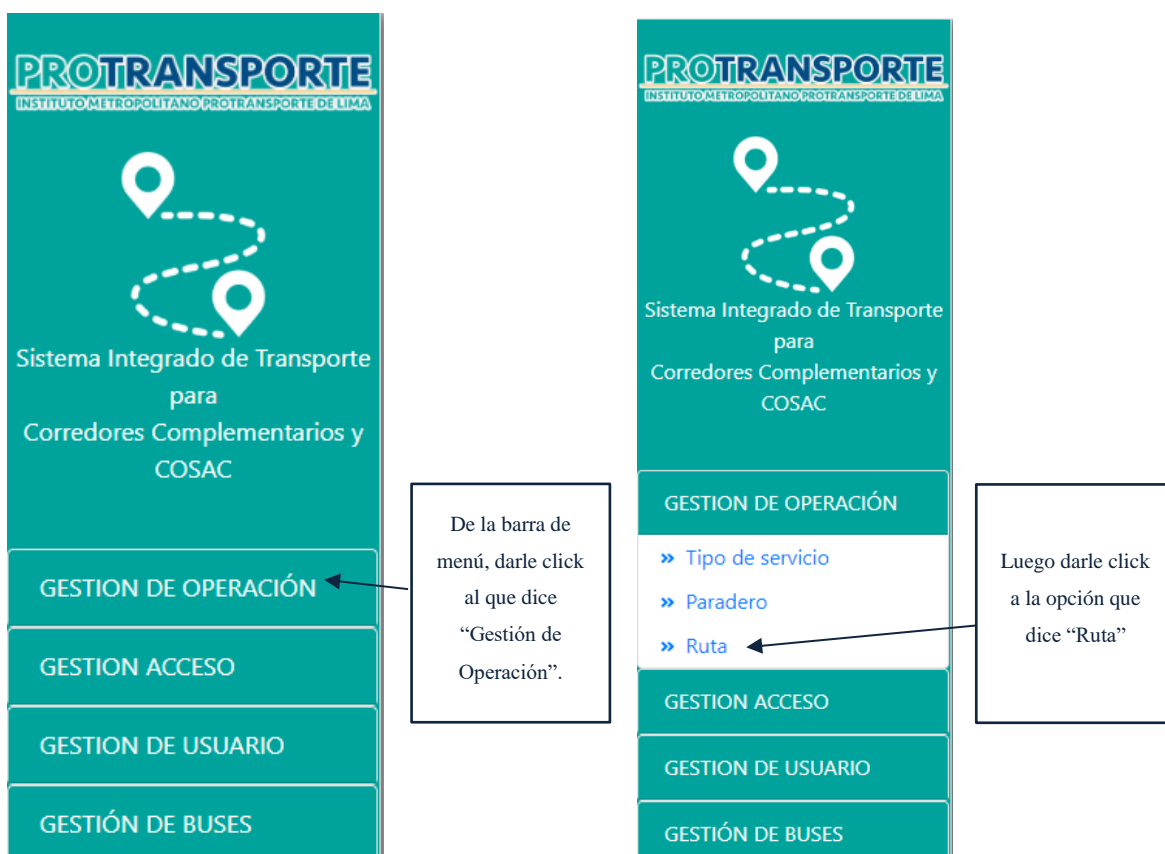 PROTRANSPORTE
INSTITUTO METROPOLITANO PROTRANSPORTE DE LIMA
Sistema Integrado de Transporte
para
Corredores Complementarios y
COSAC
GESTION DE OPERACIÓN
GESTION ACCESO
GESTION DE USUARIO
GESTIÓN DE BUSES
De la barra de
menú, darle click
al que dice
“Gestión de
Operación”.
PROTRANSPORTE
INSTITUTO METROPOLITANO PROTRANSPORTE DE LIMA
Sistema Integrado de Transporte
para
Corredores Complementarios y
COSAC
GESTION DE OPERACIÓN
» Tipo de servicio
» Paradero
» Ruta
GESTION ACCESO
GESTION DE USUARIO
GESTIÓN DE BUSES
Luego darle click
a la opción que
dice “Ruta”